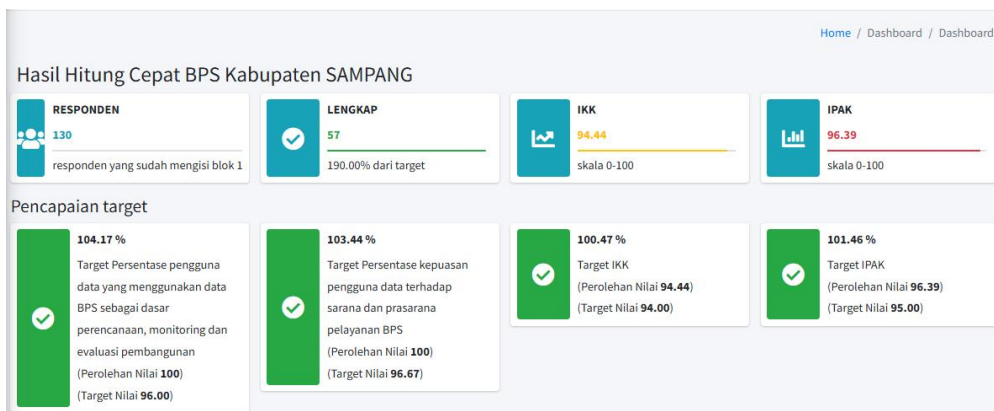 Home / Dashboard / Dashboard
Hasil Hitung Cepat BPS Kabupaten SAMPANG
RESPONDEN
130
responden yang sudah mengisi blok 1
LENGKAP
57
190.00% dari target
IKK
94.44
skala 0-100
IPAK
96.39
skala 0-100
Pencapaian target
104.17 %
Target Persentase pengguna
data yang menggunakan data
BPS sebagai dasar
perencanaan, monitoring dan
evaluasi pembangunan
(Perolehan Nilai 100)
(Target Nilai 96.00)
103.44 %
Target Persentase kepuasan
pengguna data terhadap
sarana dan prasarana
pelayanan BPS
(Perolehan Nilai 100)
(Target Nilai 96.67)
100.47 %
Target IKK
(Perolehan Nilai 94.44)
(Target Nilai 94.00)
101.46 %
Target IPAK
(Perolehan Nilai 96.39)
(Target Nilai 95.00)